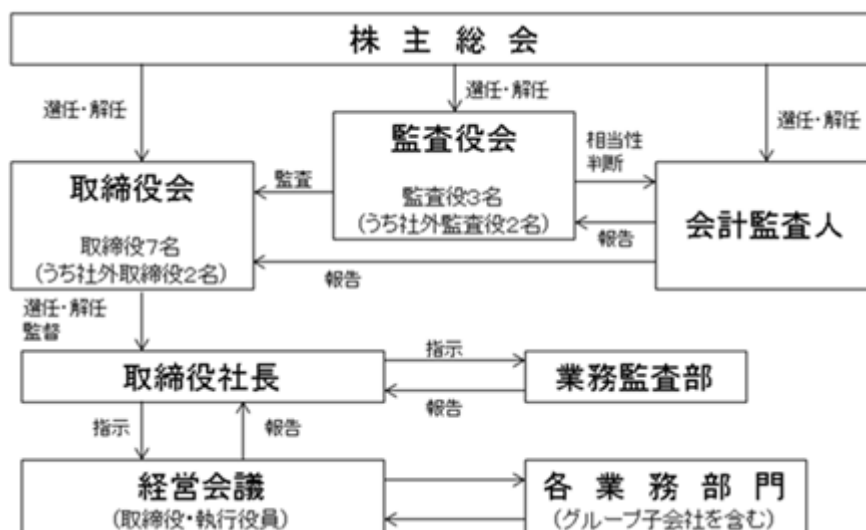 株主総会
選任・解任
選任・解任
選任・解任
監査役会
監査役3名
(うち社外監査役2名)
相当性
判断
監査
取締役会
取締役7名
(うち社外取締役2名)
会計監査人
報告
報告
選任・解任
監督
取締役社長
指示
報告
業務監査部
指示
報告
経営会議
(取締役・執行役員)
各業務部門
(グループ子会社を含む)